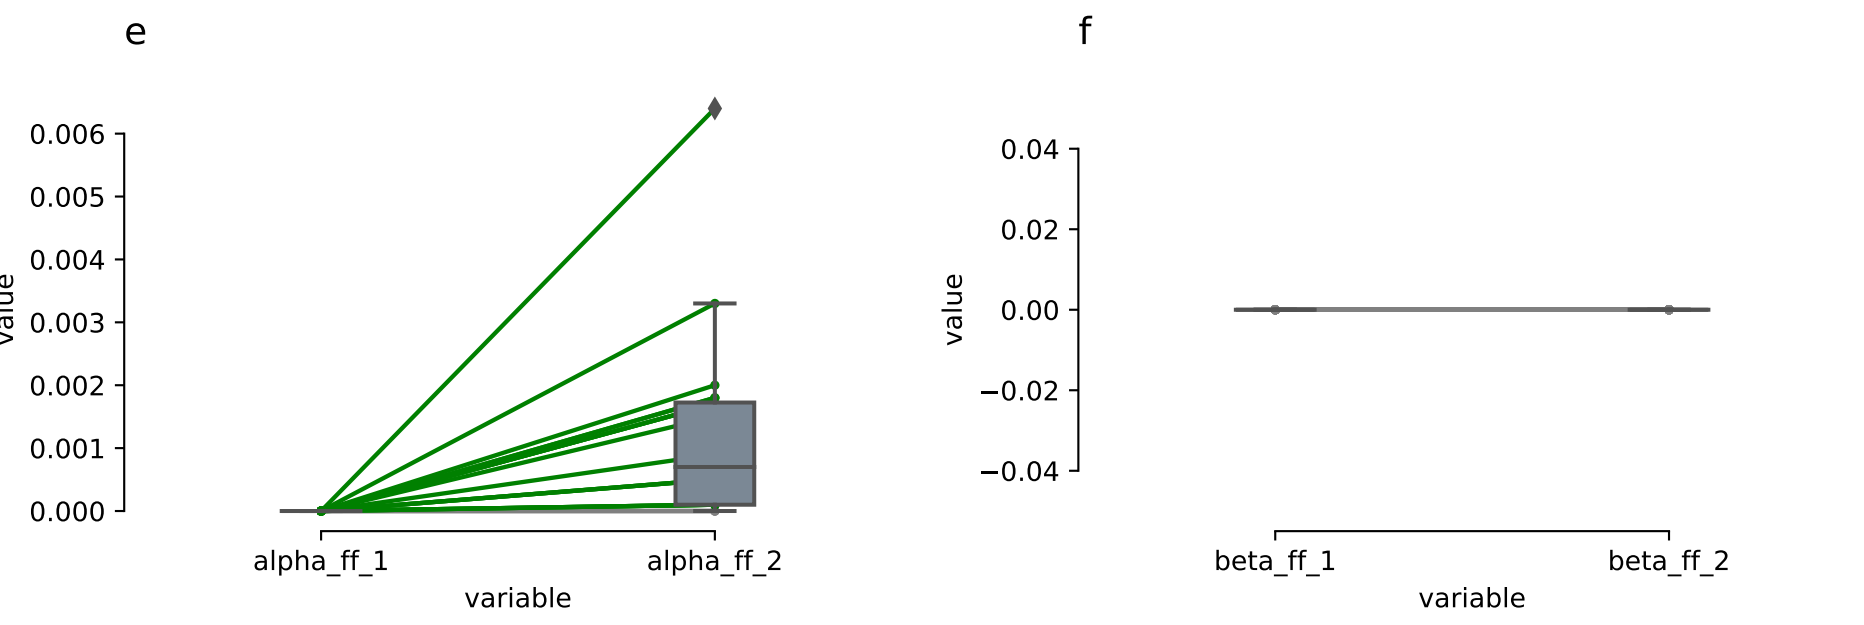 e
0.006
0.005
0.004
0.003
0.002
0.001
0.000
value
alpha_ff_1
alpha_ff_2
variable
f
0.04
0.02
0.00
−0.02
−0.04
value
beta_ff_1
beta_ff_2
variable